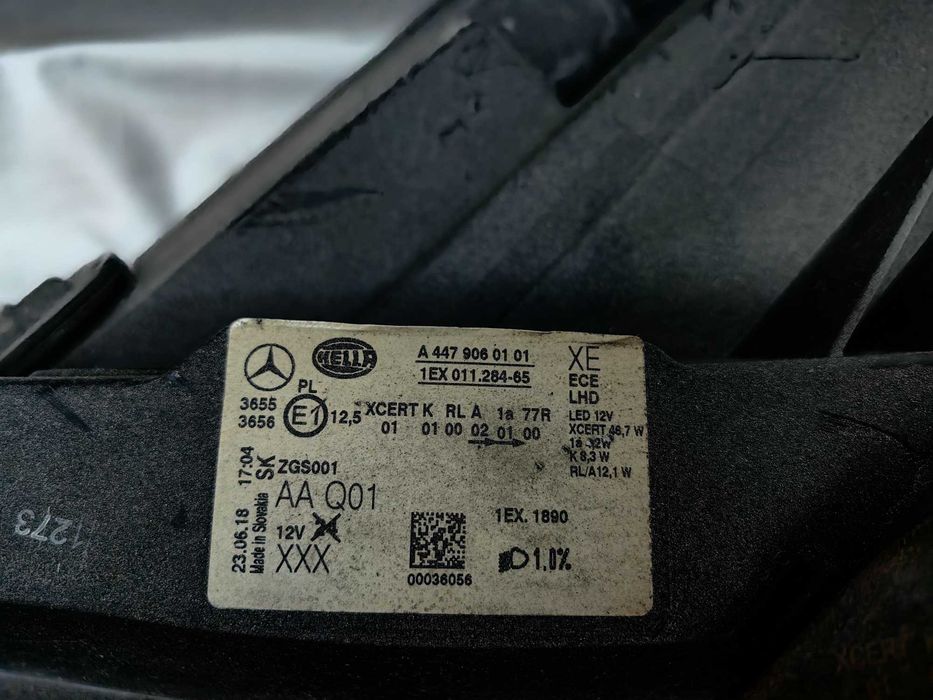 HELLA
A 447 906 01 01
XE
1EX 011.284-65
ECE
LHD
PL
3655
3656
E1
12,5
XCERT K RL A 1a 77R
01 01 00 02 01 00
LED 12V
XCERT 46,7 W
1a 12W
K 8,3 W
RL/A12,1 W
23.06.18 17:04
Made in Slovakia
SK
ZGS001
AA Q01
12V
XXX
1EX. 1890
00036056
1.0%
1273
XCERT K